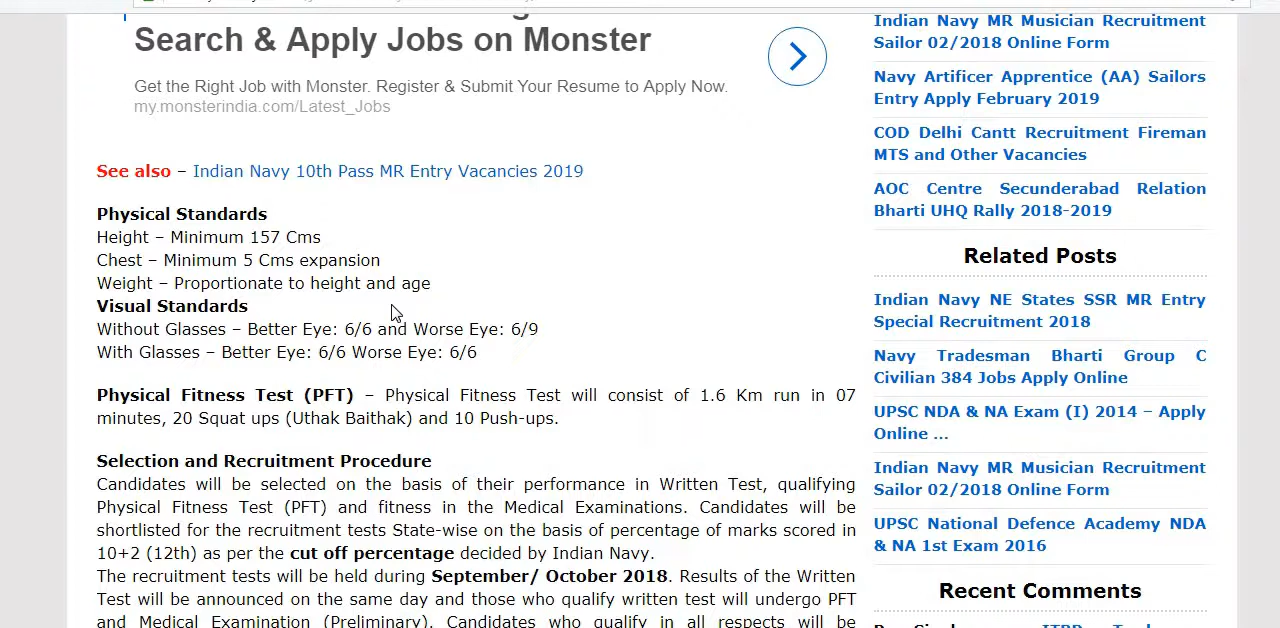 Search & Apply Jobs on Monster
Get the Right Job with Monster. Register & Submit Your Resume to Apply Now.
my.monsterindia.com/Latest_Jobs
See also – Indian Navy 10th Pass MR Entry Vacancies 2019
Physical Standards
Height – Minimum 157 Cms
Chest – Minimum 5 Cms expansion
Weight – Proportionate to height and age
Visual Standards
Without Glasses – Better Eye: 6/6 and Worse Eye: 6/9
With Glasses – Better Eye: 6/6 Worse Eye: 6/6
Physical Fitness Test (PFT) – Physical Fitness Test will consist of 1.6 Km run in 07
minutes, 20 Squat ups (Uthak Baithak) and 10 Push-ups.
Selection and Recruitment Procedure
Candidates will be selected on the basis of their performance in Written Test, qualifying
Physical Fitness Test (PFT) and fitness in the Medical Examinations. Candidates will be
shortlisted for the recruitment tests State-wise on the basis of percentage of marks scored in
10+2 (12th) as per the cut off percentage decided by Indian Navy.
The recruitment tests will be held during September/ October 2018. Results of the Written
Test will be announced on the same day and those who qualify written test will undergo PFT
and Medical Examination (Preliminary). Candidates who qualify in all respects will be
Indian Navy MR Musician Recruitment
Sailor 02/2018 Online Form
Navy Artificer Apprentice (AA) Sailors
Entry Apply February 2019
COD Delhi Cantt Recruitment Fireman
MTS and Other Vacancies
AOC Centre Secunderabad Relation
Bharti UHQ Rally 2018-2019
Related Posts
Indian Navy NE States SSR MR Entry
Special Recruitment 2018
Navy Tradesman Bharti Group C
Civilian 384 Jobs Apply Online
UPSC NDA & NA Exam (I) 2014 – Apply
Online ...
Indian Navy MR Musician Recruitment
Sailor 02/2018 Online Form
UPSC National Defence Academy NDA
& NA 1st Exam 2016
Recent Comments